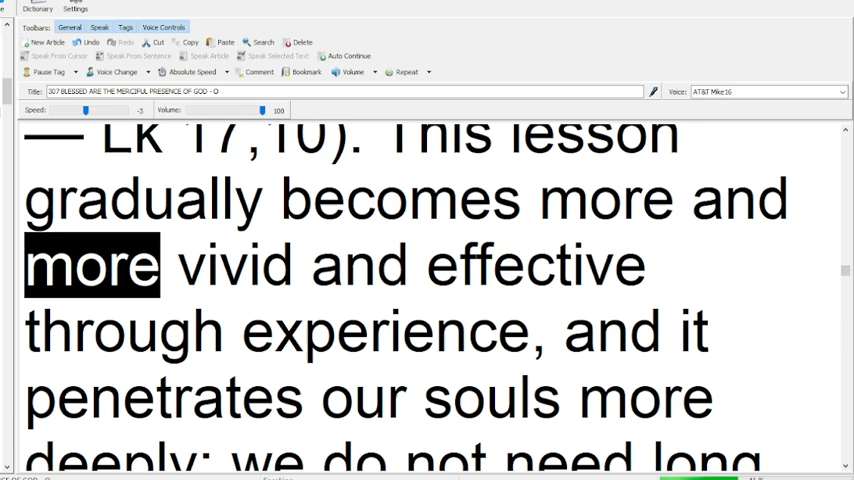 Dictionary Settings
Toolbars: General Speak Tags Voice Controls
New Article Undo Redo Cut Copy Paste Search Delete
Speak From Cursor Speak From Sentence Speak Article Speak Selected Text Auto Continue
Pause Tag Voice Change Absolute Speed Comment Bookmark Volume Repeat
Title: 307 BLESSED ARE THE MERCIFUL PRESENCE OF GOD - O Voice: AT&T Mike16
Speed: -3 Volume: 100
— Lk 17,10). This lesson
gradually becomes more and
more vivid and effective
through experience, and it
penetrates our souls more
deeply; we do not need long